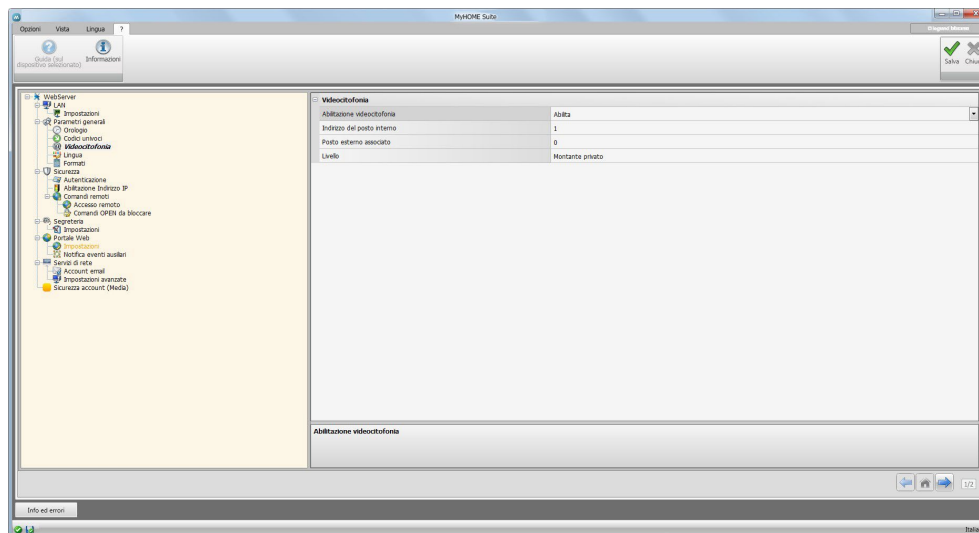 MyHOME Suite
Opzioni Vista Lingua ?
Guida (sul dispositivo selezionato)
Informazioni
Salva
WebServer
LAN
Impostazioni
Parametri generali
Orologio
Codici univoci
Videocitofonia
Lingua
Formati
Sicurezza
Autenticazione
Abilitazione Indirizzo IP
Comandi remoti
Accesso remoto
Comandi OPEN da bloccare
Segreteria
Impostazioni
Portale Web
Impostazioni
Notifica eventi ausiliari
Servizi di rete
Account email
Impostazioni avanzate
Sicurezza account (Media)
Videocitofonia
Abilitazione videocitofonia Abilita
Indirizzo del posto interno 1
Posto esterno associato 0
Livello Montante privato
Abilitazione videocitofonia
1/2
Info ed errori